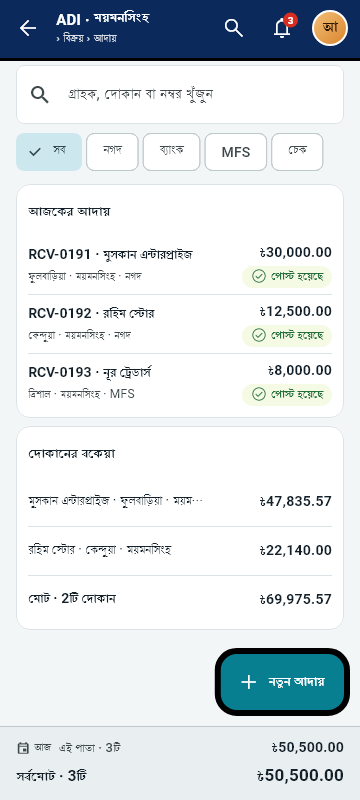 ADI · ময়মনসিংহ
› বিক্রয় › আদায়
3
আ
গ্রাহক, দোকান বা নম্বর খুঁজুন
সব
নগদ
ব্যাংক
MFS
চেক
আজকের আদায়
RCV-0191 · মুসকান এন্টারপ্রাইজ
৳30,000.00
ফুলবাড়িয়া · ময়মনসিংহ · নগদ
পোস্ট হয়েছে
RCV-0192 · রহিম স্টোর
৳12,500.00
কেন্দুয়া · ময়মনসিংহ · নগদ
পোস্ট হয়েছে
RCV-0193 · নূর ট্রেডার্স
৳8,000.00
ত্রিশাল · ময়মনসিংহ · MFS
পোস্ট হয়েছে
দোকানের বকেয়া
মুসকান এন্টারপ্রাইজ · ফুলবাড়িয়া · ময়ম···
৳47,835.57
রহিম স্টোর · কেন্দুয়া · ময়মনসিংহ
৳22,140.00
মোট · 2টি দোকান
৳69,975.57
নতুন আদায়
আজ এই পাতা · 3টি
৳50,500.00
সর্বমোট · 3টি
৳50,500.00